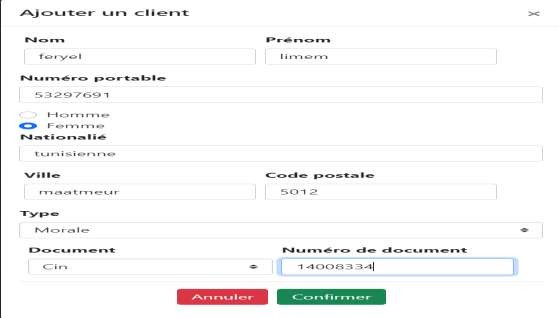 Ajouter un client ×
Nom Prénom
feryel limem
Numéro portable
53297691
Homme
Femme
Nationalié
tunisienne
Ville Code postale
maatmeur 5012
Type
Morale
Document Numéro de document
Cin 14008334
Annuler Confirmer